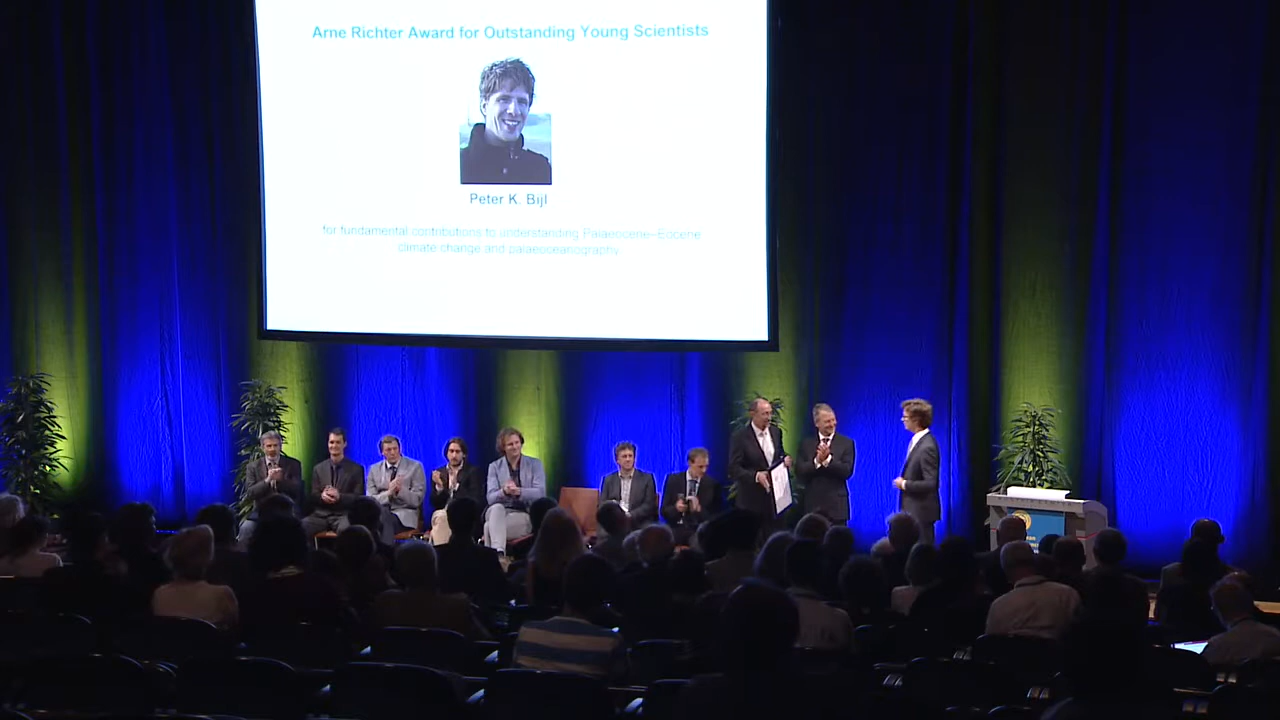 Arne Richter Award for Outstanding Young Scientists
Peter K. Bijl
for fundamental contributions to understanding Palaeocene–Eocene
climate change and palaeoceanography